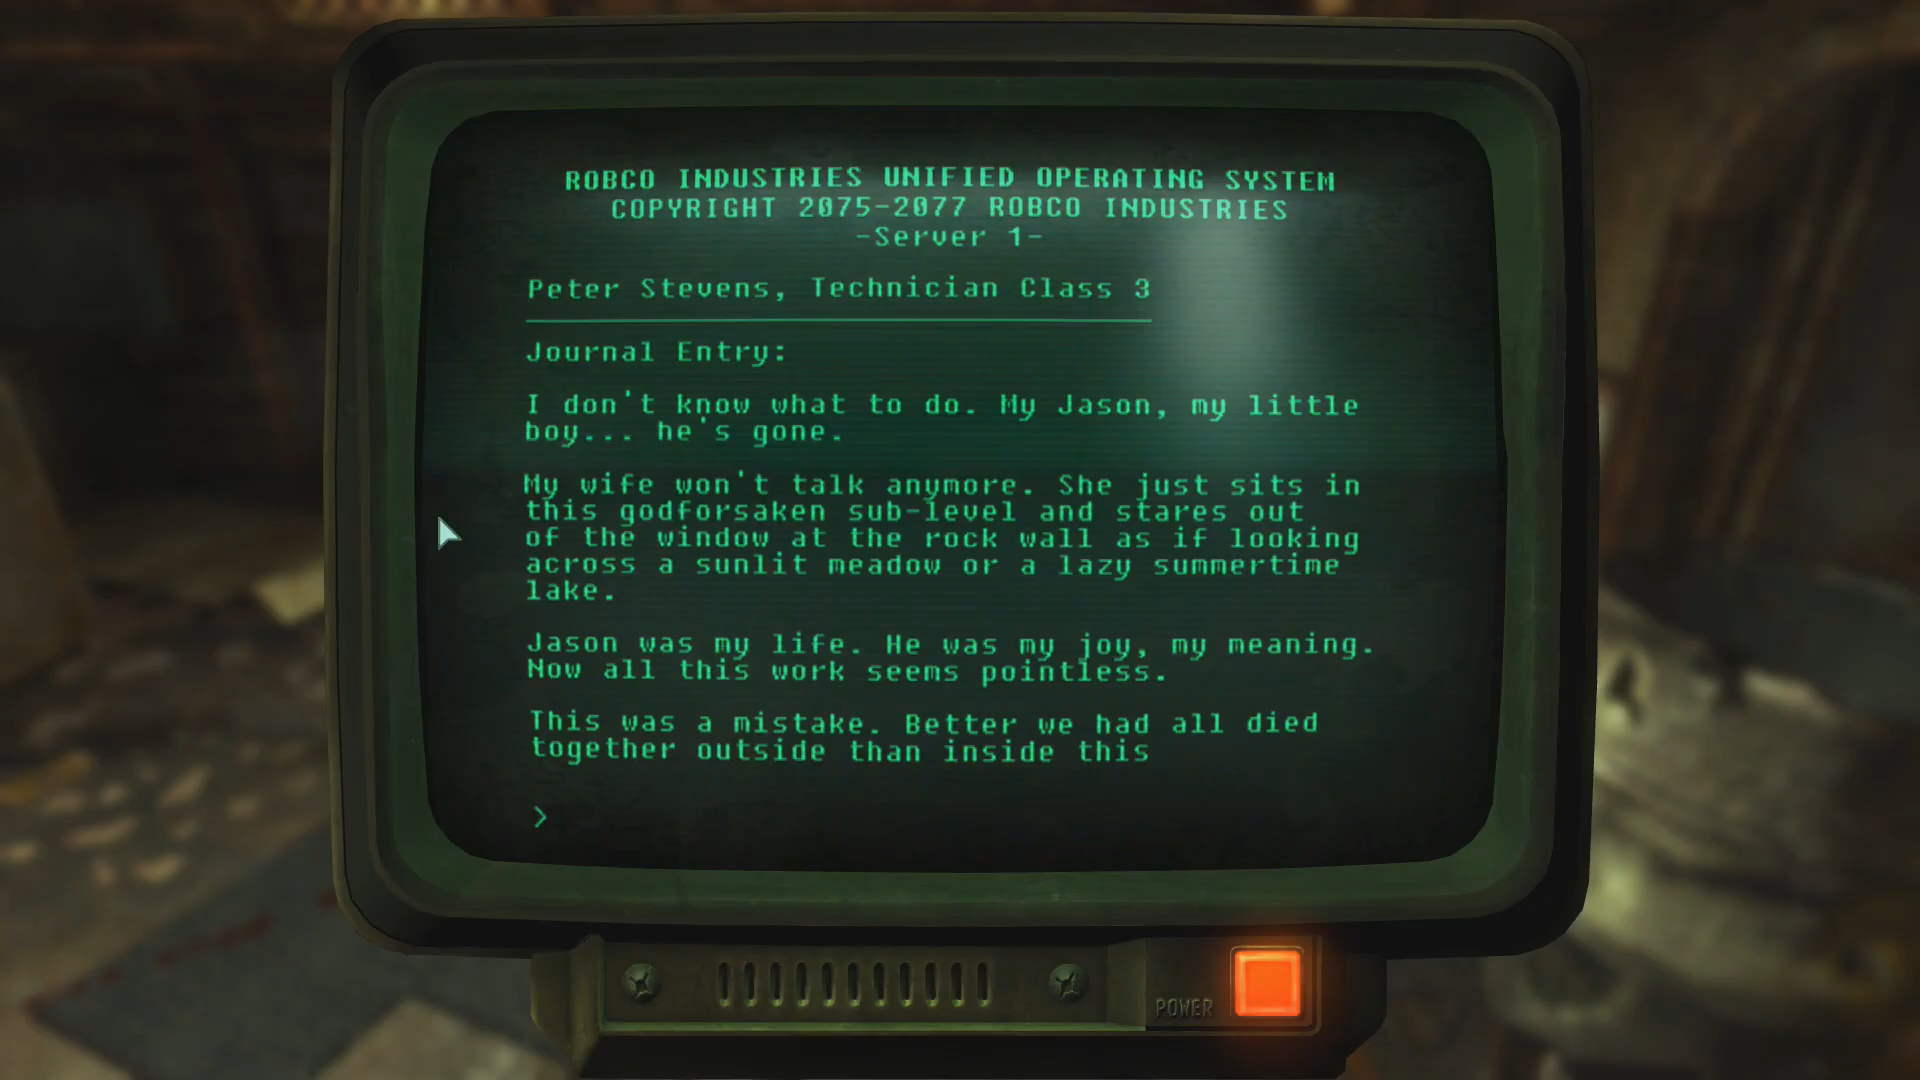 ROBCO INDUSTRIES UNIFIED OPERATING SYSTEM
COPYRIGHT 2075-2077 ROBCO INDUSTRIES
-Server 1-
Peter Stevens, Technician Class 3
Journal Entry:
I don't know what to do. My Jason, my little
boy... he's gone.
My wife won't talk anymore. She just sits in
this godforsaken sub-level and stares out
of the window at the rock wall as if looking
across a sunlit meadow or a lazy summertime
lake.
Jason was my life. He was my joy, my meaning.
Now all this work seems pointless.
This was a mistake. Better we had all died
together outside than inside this
>
POWER